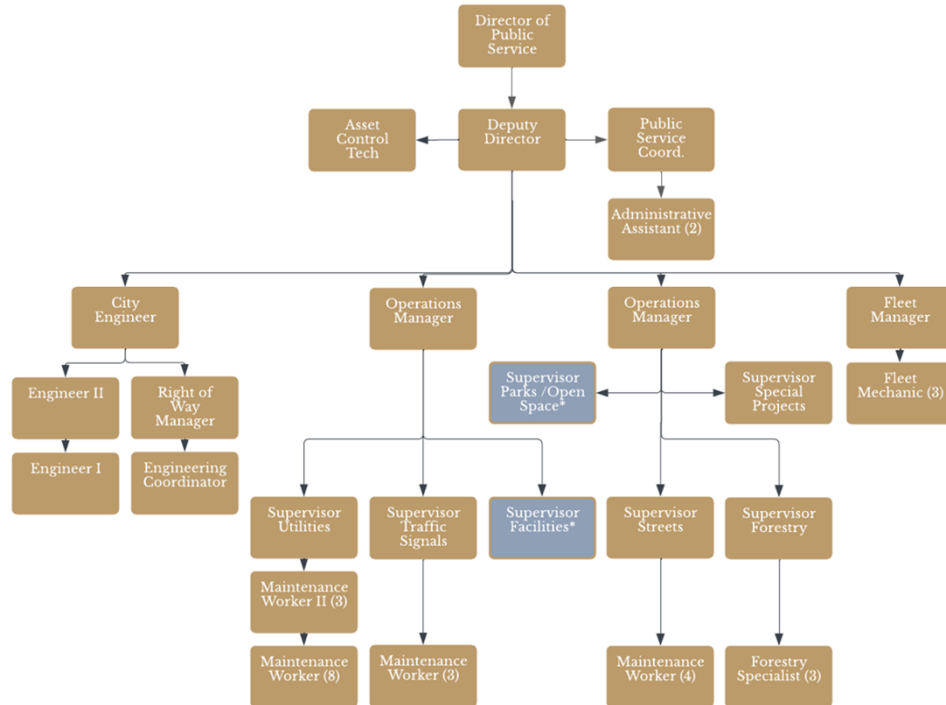 Director of
Public
Service
Asset
Control
Tech
Deputy
Director
Public
Service
Coord.
Administrative
Assistant (2)
City
Engineer
Operations
Manager
Operations
Manager
Fleet
Manager
Engineer II
Right of
Way
Manager
Supervisor
Parks /Open
Space*
Supervisor
Special
Projects
Fleet
Mechanic (3)
Engineer I
Engineering
Coordinator
Supervisor
Utilities
Supervisor
Traffic
Signals
Supervisor
Facilities*
Supervisor
Streets
Supervisor
Forestry
Maintenance
Worker II (3)
Maintenance
Worker (8)
Maintenance
Worker (3)
Maintenance
Worker (4)
Forestry
Specialist (3)